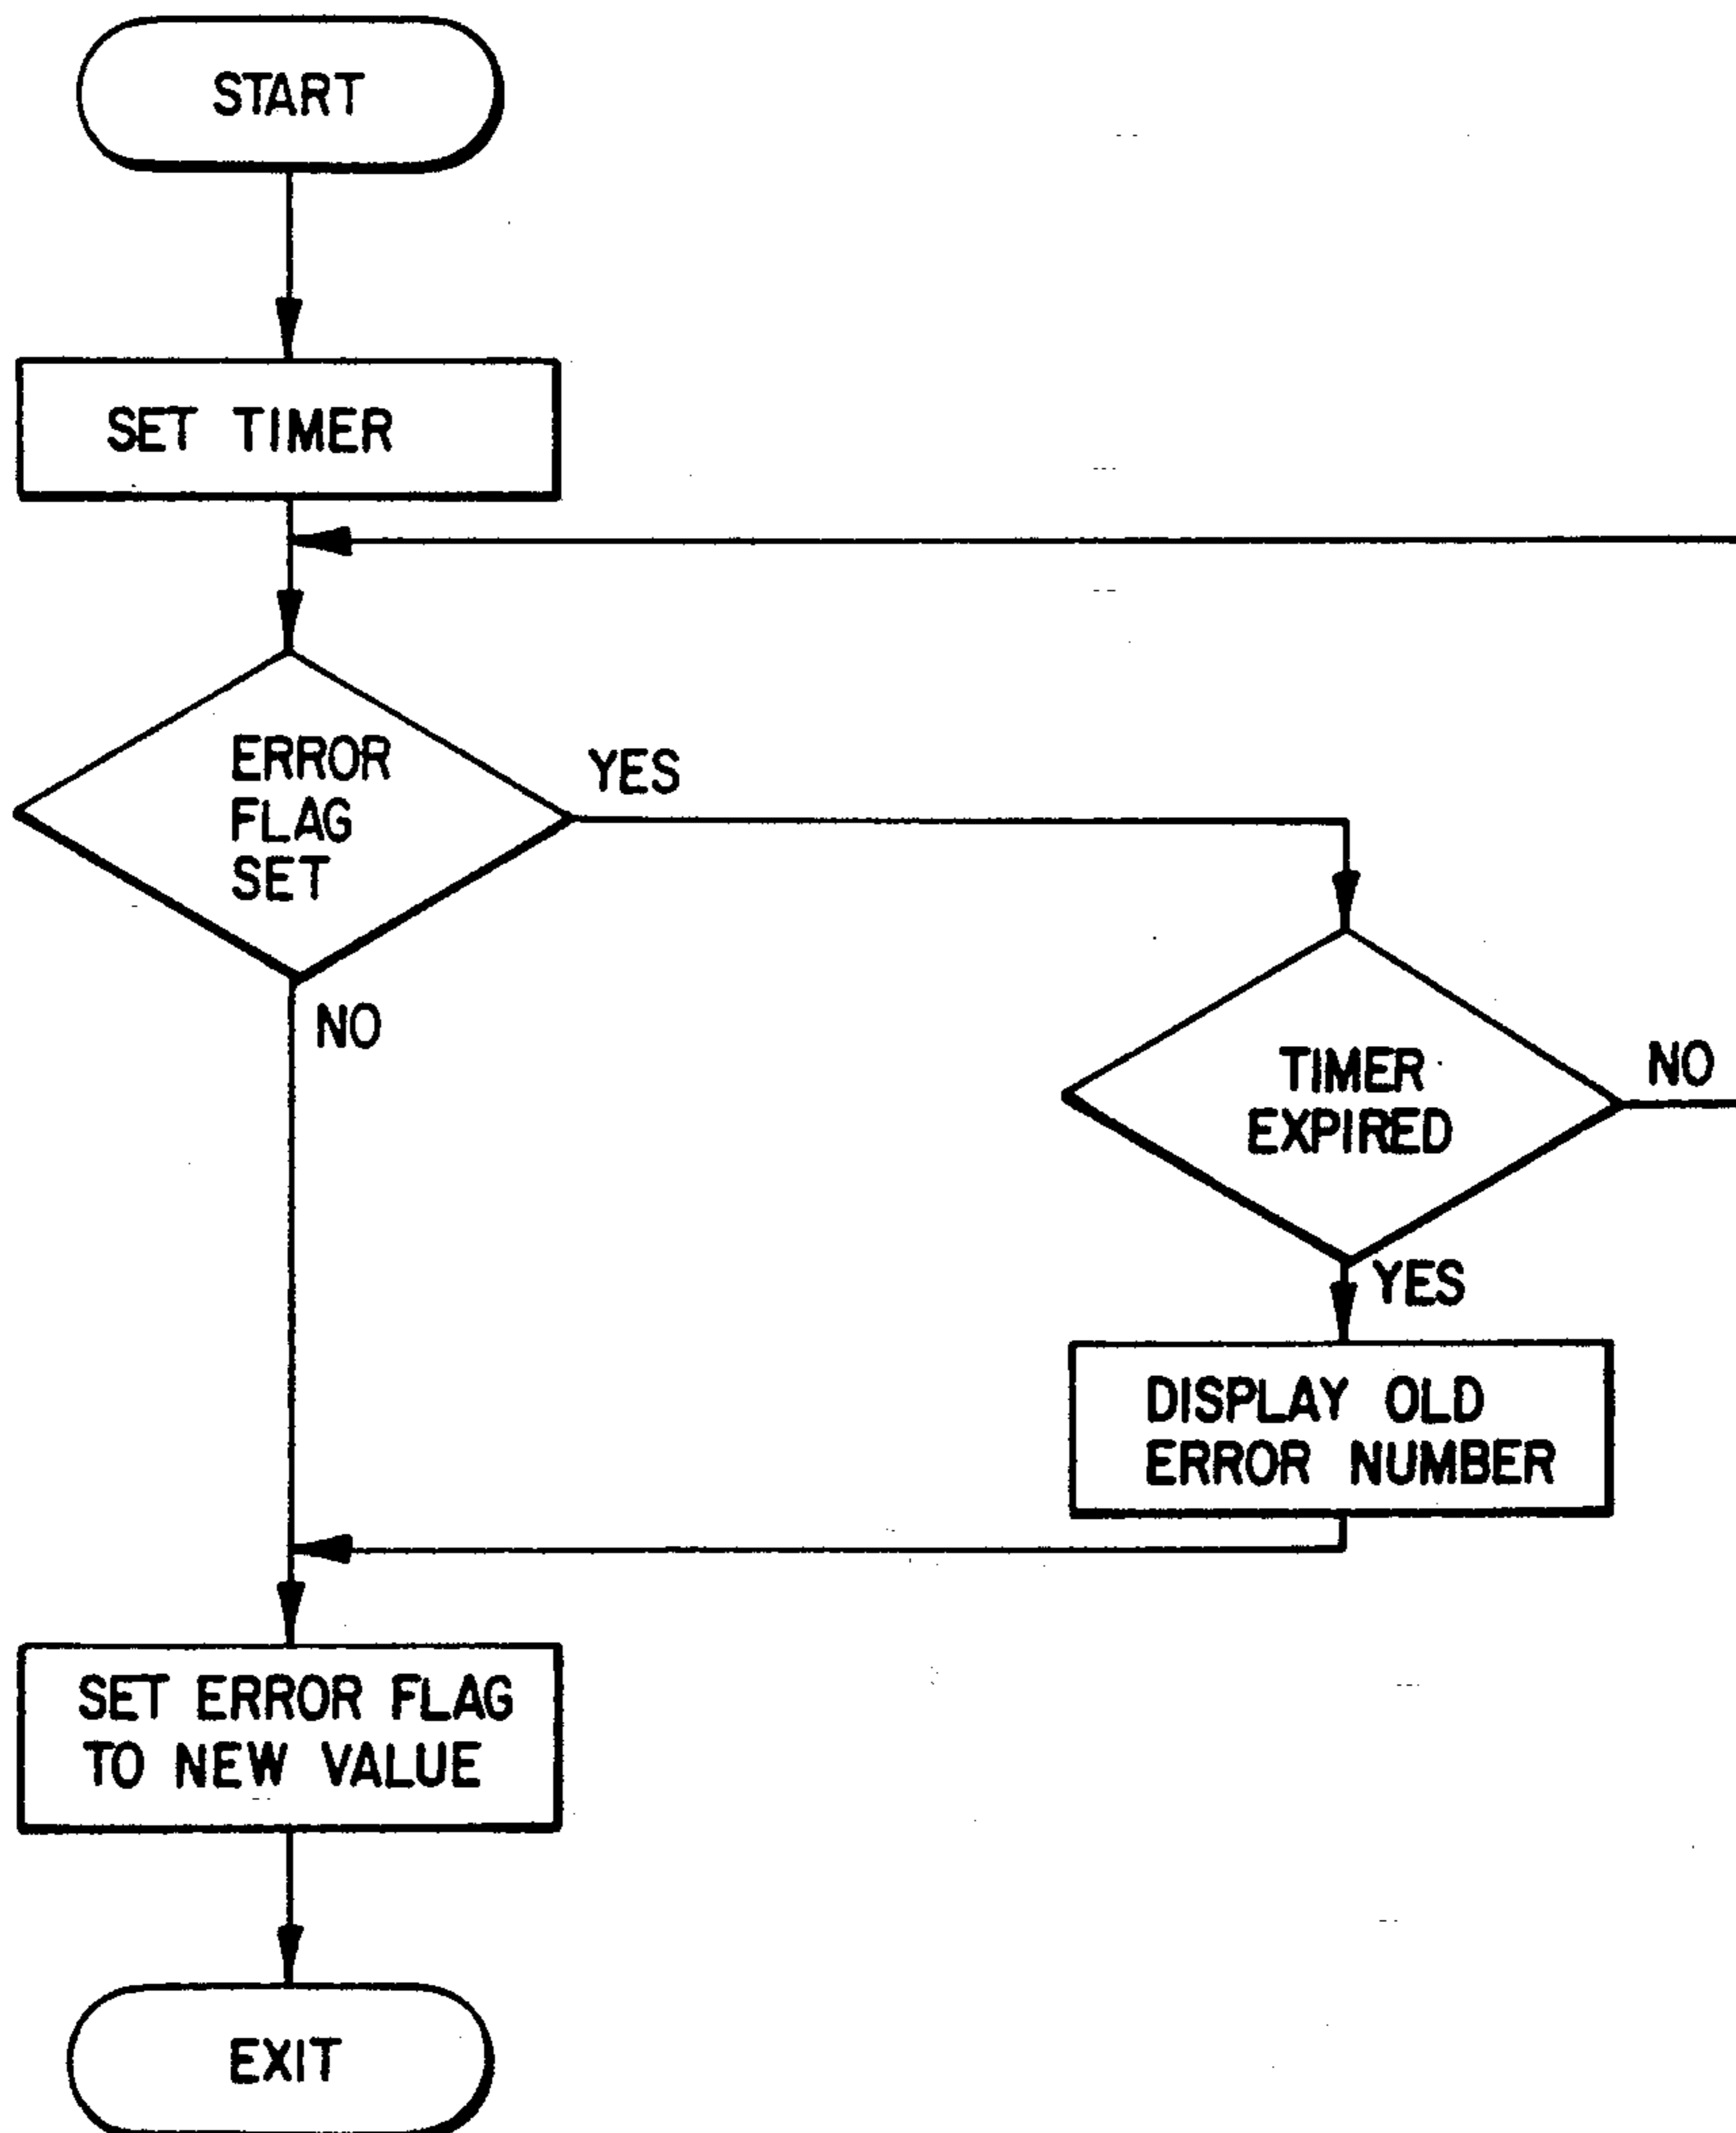 START
SET TIMER
ERROR
FLAG
SET
YES
NO
TIMER
EXPIRED
NO
YES
DISPLAY OLD
ERROR NUMBER
SET ERROR FLAG
TO NEW VALUE
EXIT